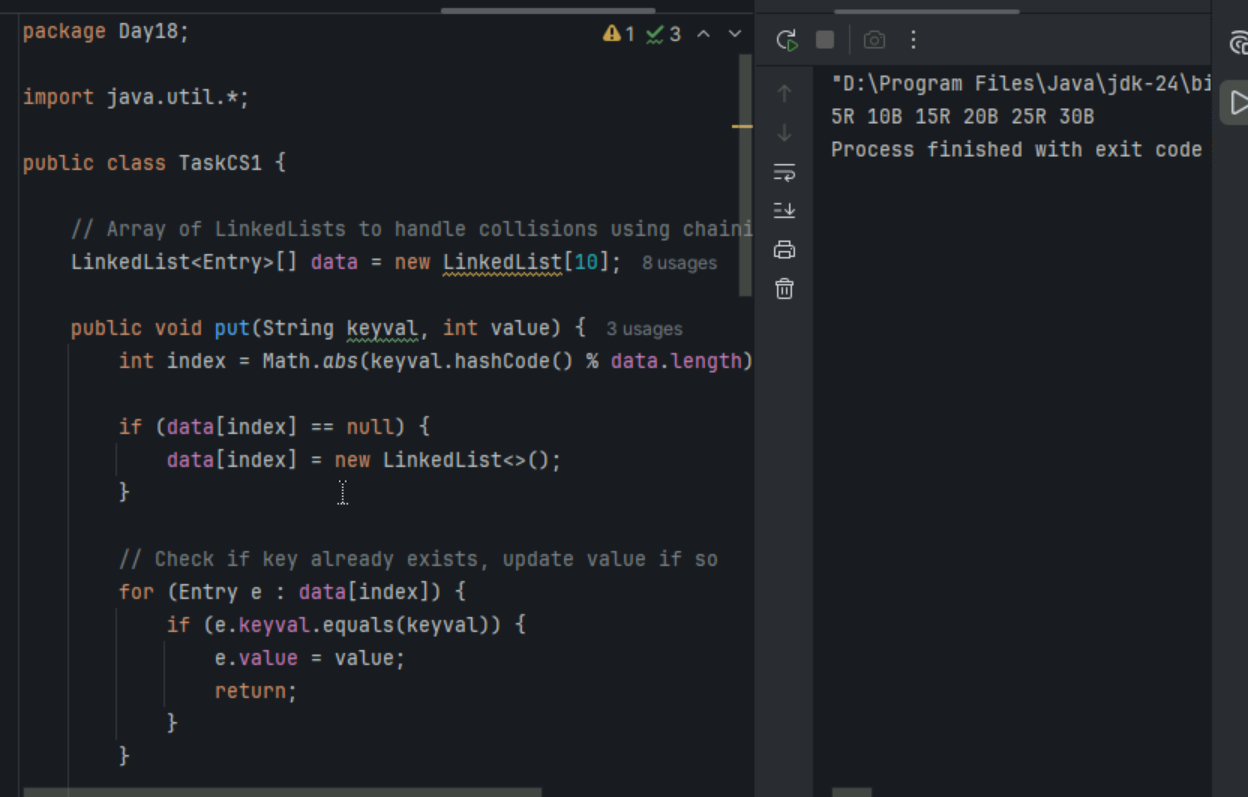 package Day18;
1 3
import java.util.*;
public class TaskCS1 {
// Array of LinkedLists to handle collisions using chaini
LinkedList<Entry>[] data = new LinkedList[10]; 8 usages
public void put(String keyval, int value) { 3 usages
int index = Math.abs(keyval.hashCode() % data.length)
if (data[index] == null) {
data[index] = new LinkedList<>();
}
// Check if key already exists, update value if so
for (Entry e : data[index]) {
if (e.keyval.equals(keyval)) {
e.value = value;
return;
}
}
"D:\Program Files\Java\jdk-24\bi
5R 10B 15R 20B 25R 30B
Process finished with exit code